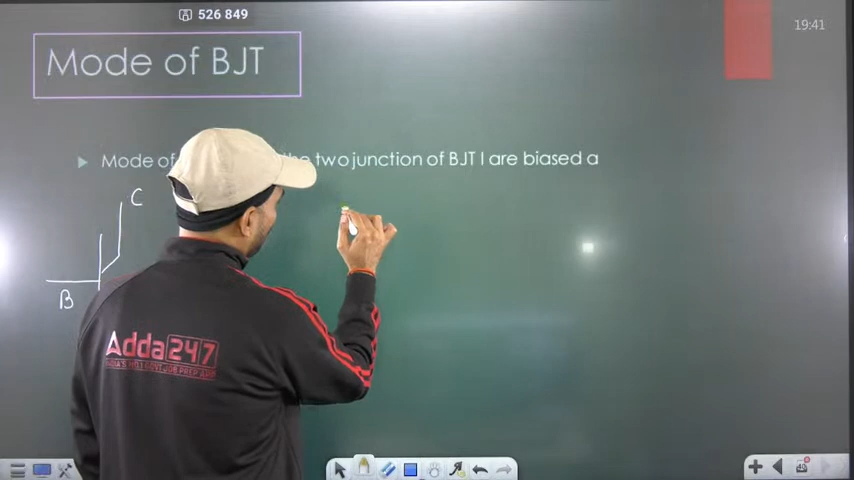 526 849
19:41
Mode of BJT
Mode of the two junction of BJT I are biased a
C
B
Adda247